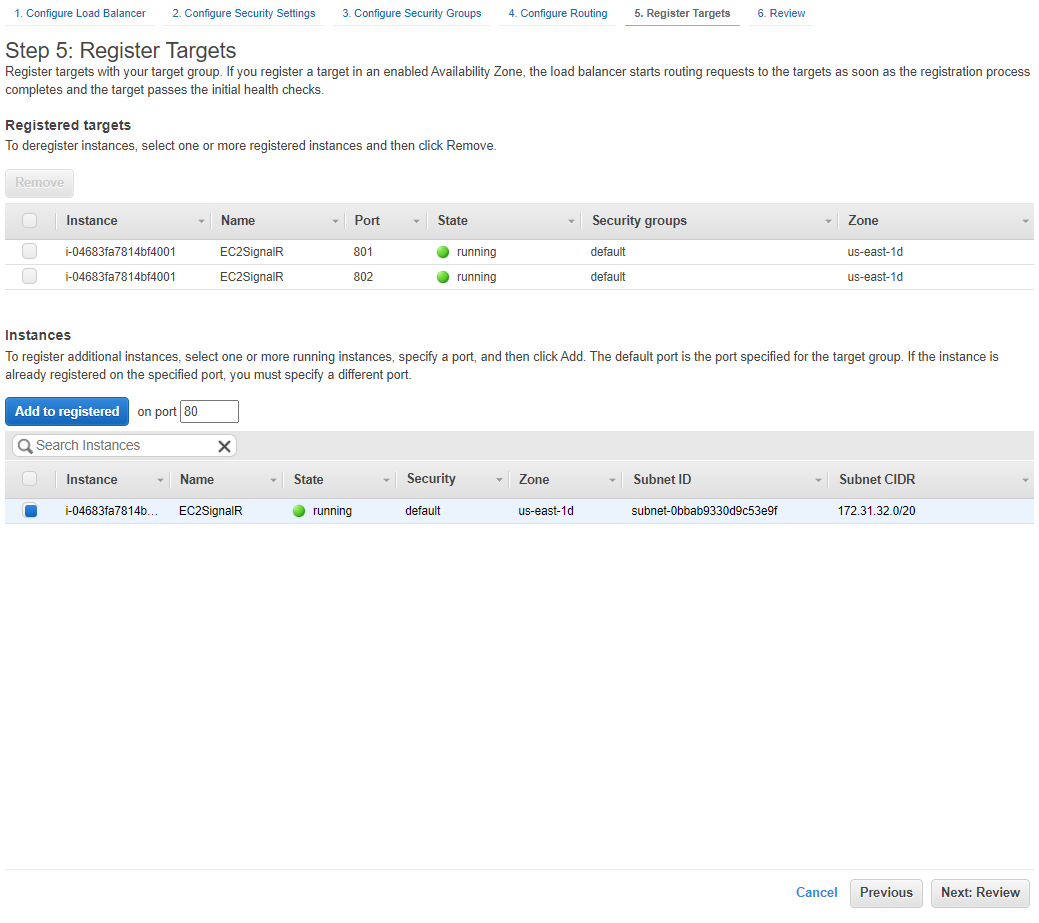 1. Configure Load Balancer 2. Configure Security Settings 3. Configure Security Groups 4. Configure Routing 5. Register Targets 6. Review
Step 5: Register Targets
Register targets with your target group. If you register a target in an enabled Availability Zone, the load balancer starts routing requests to the targets as soon as the registration process
completes and the target passes the initial health checks.
Registered targets
To deregister instances, select one or more registered instances and then click Remove.
Remove
Instance Name Port State Security groups Zone
i-04683fa7814bf4001 EC2SignalR 801 running default us-east-1d
i-04683fa7814bf4001 EC2SignalR 802 running default us-east-1d
Instances
To register additional instances, select one or more running instances, specify a port, and then click Add. The default port is the port specified for the target group. If the instance is
already registered on the specified port, you must specify a different port.
Add to registered on port 80
Search Instances
Instance Name State Security Zone Subnet ID Subnet CIDR
i-04683fa7814b... EC2SignalR running default us-east-1d subnet-0bbab9330d9c53e9f 172.31.32.0/20
Cancel Previous Next: Review